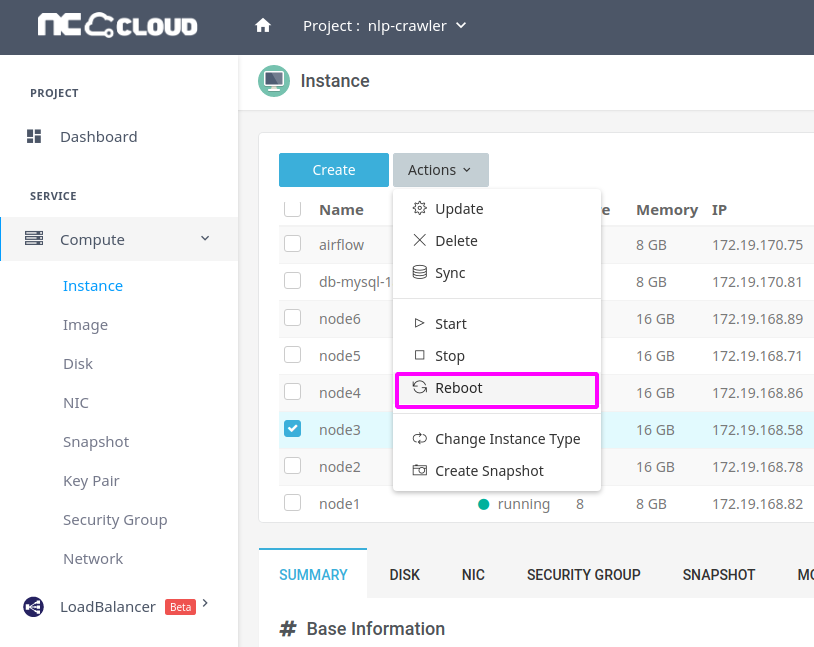 NC CLOUD
Project : nlp-crawler
PROJECT
Dashboard
SERVICE
Compute
Instance
Image
Disk
NIC
Snapshot
Key Pair
Security Group
Network
LoadBalancer Beta
Instance
Create Actions
Name e Memory IP
airflow 8 GB 172.19.170.75
db-mysql-1 8 GB 172.19.170.81
node6 16 GB 172.19.168.89
node5 16 GB 172.19.168.71
node4 16 GB 172.19.168.86
node3 16 GB 172.19.168.58
node2 16 GB 172.19.168.78
node1 running 8 8 GB 172.19.168.82
Update
Delete
Sync
Start
Stop
Reboot
Change Instance Type
Create Snapshot
SUMMARY DISK NIC SECURITY GROUP SNAPSHOT MO
# Base Information